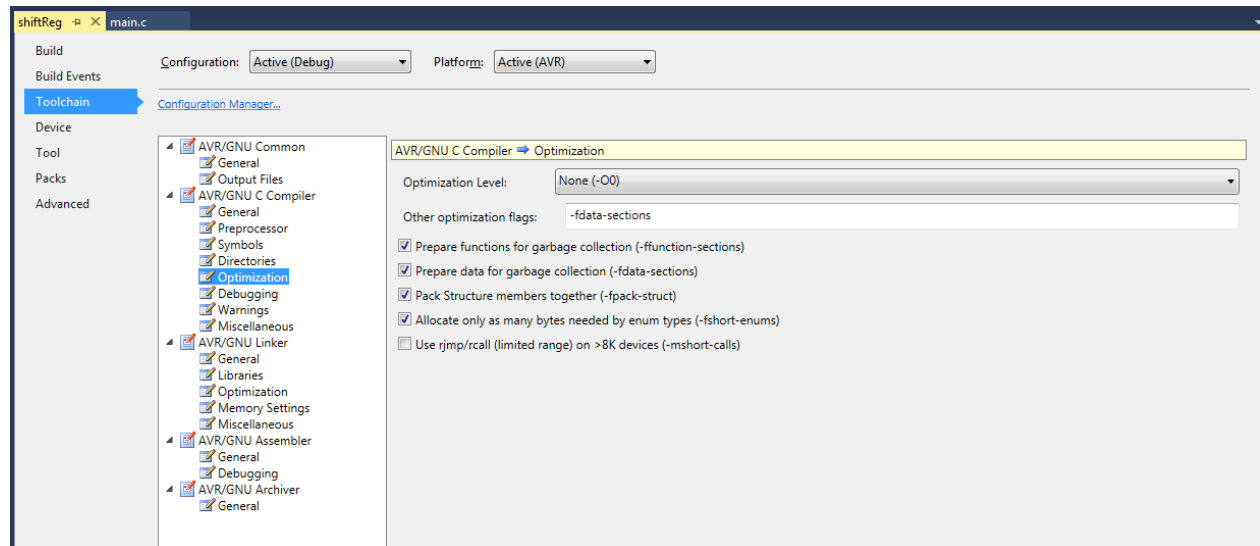 shiftReg main.c
Build
Build Events
Toolchain
Device
Tool
Packs
Advanced
Configuration: Active (Debug) Platform: Active (AVR)
Configuration Manager...
AVR/GNU Common
General
Output Files
AVR/GNU C Compiler
General
Preprocessor
Symbols
Directories
Optimization
Debugging
Warnings
Miscellaneous
AVR/GNU Linker
General
Libraries
Optimization
Memory Settings
Miscellaneous
AVR/GNU Assembler
General
Debugging
AVR/GNU Archiver
General
AVR/GNU C Compiler Optimization
Optimization Level: None (-O0)
Other optimization flags: -fdata-sections
Prepare functions for garbage collection (-ffunction-sections)
Prepare data for garbage collection (-fdata-sections)
Pack Structure members together (-fpack-struct)
Allocate only as many bytes needed by enum types (-fshort-enums)
Use rjmp/rcall (limited range) on >8K devices (-mshort-calls)